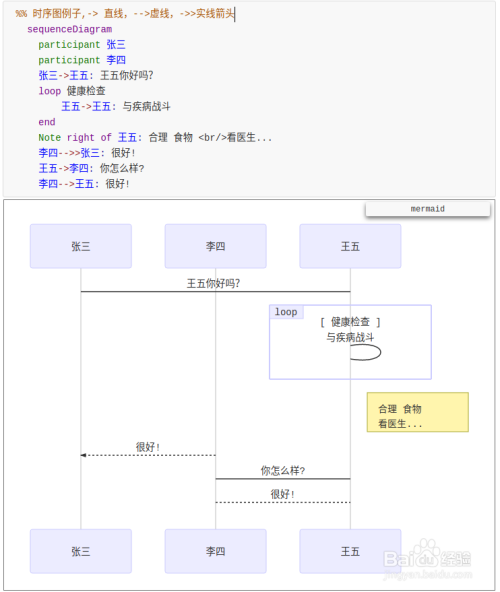 %% 时序图例子,-> 直线, -->虚线, ->>实线箭头
sequenceDiagram
participant 张三
participant 李四
张三->王五: 王五你好吗?
loop 健康检查
王五->王五: 与疾病战斗
end
Note right of 王五: 合理 食物 <br/>看医生...
李四-->>张三: 很好!
王五->李四: 你怎么样?
李四-->王五: 很好!
mermaid
张三 李四 王五
王五你好吗?
loop
[ 健康检查 ]
与疾病战斗
合理 食物
看医生...
很好!
你怎么样?
很好!
张三 李四 王五
Baidu 经验
jingyan.baidu.com